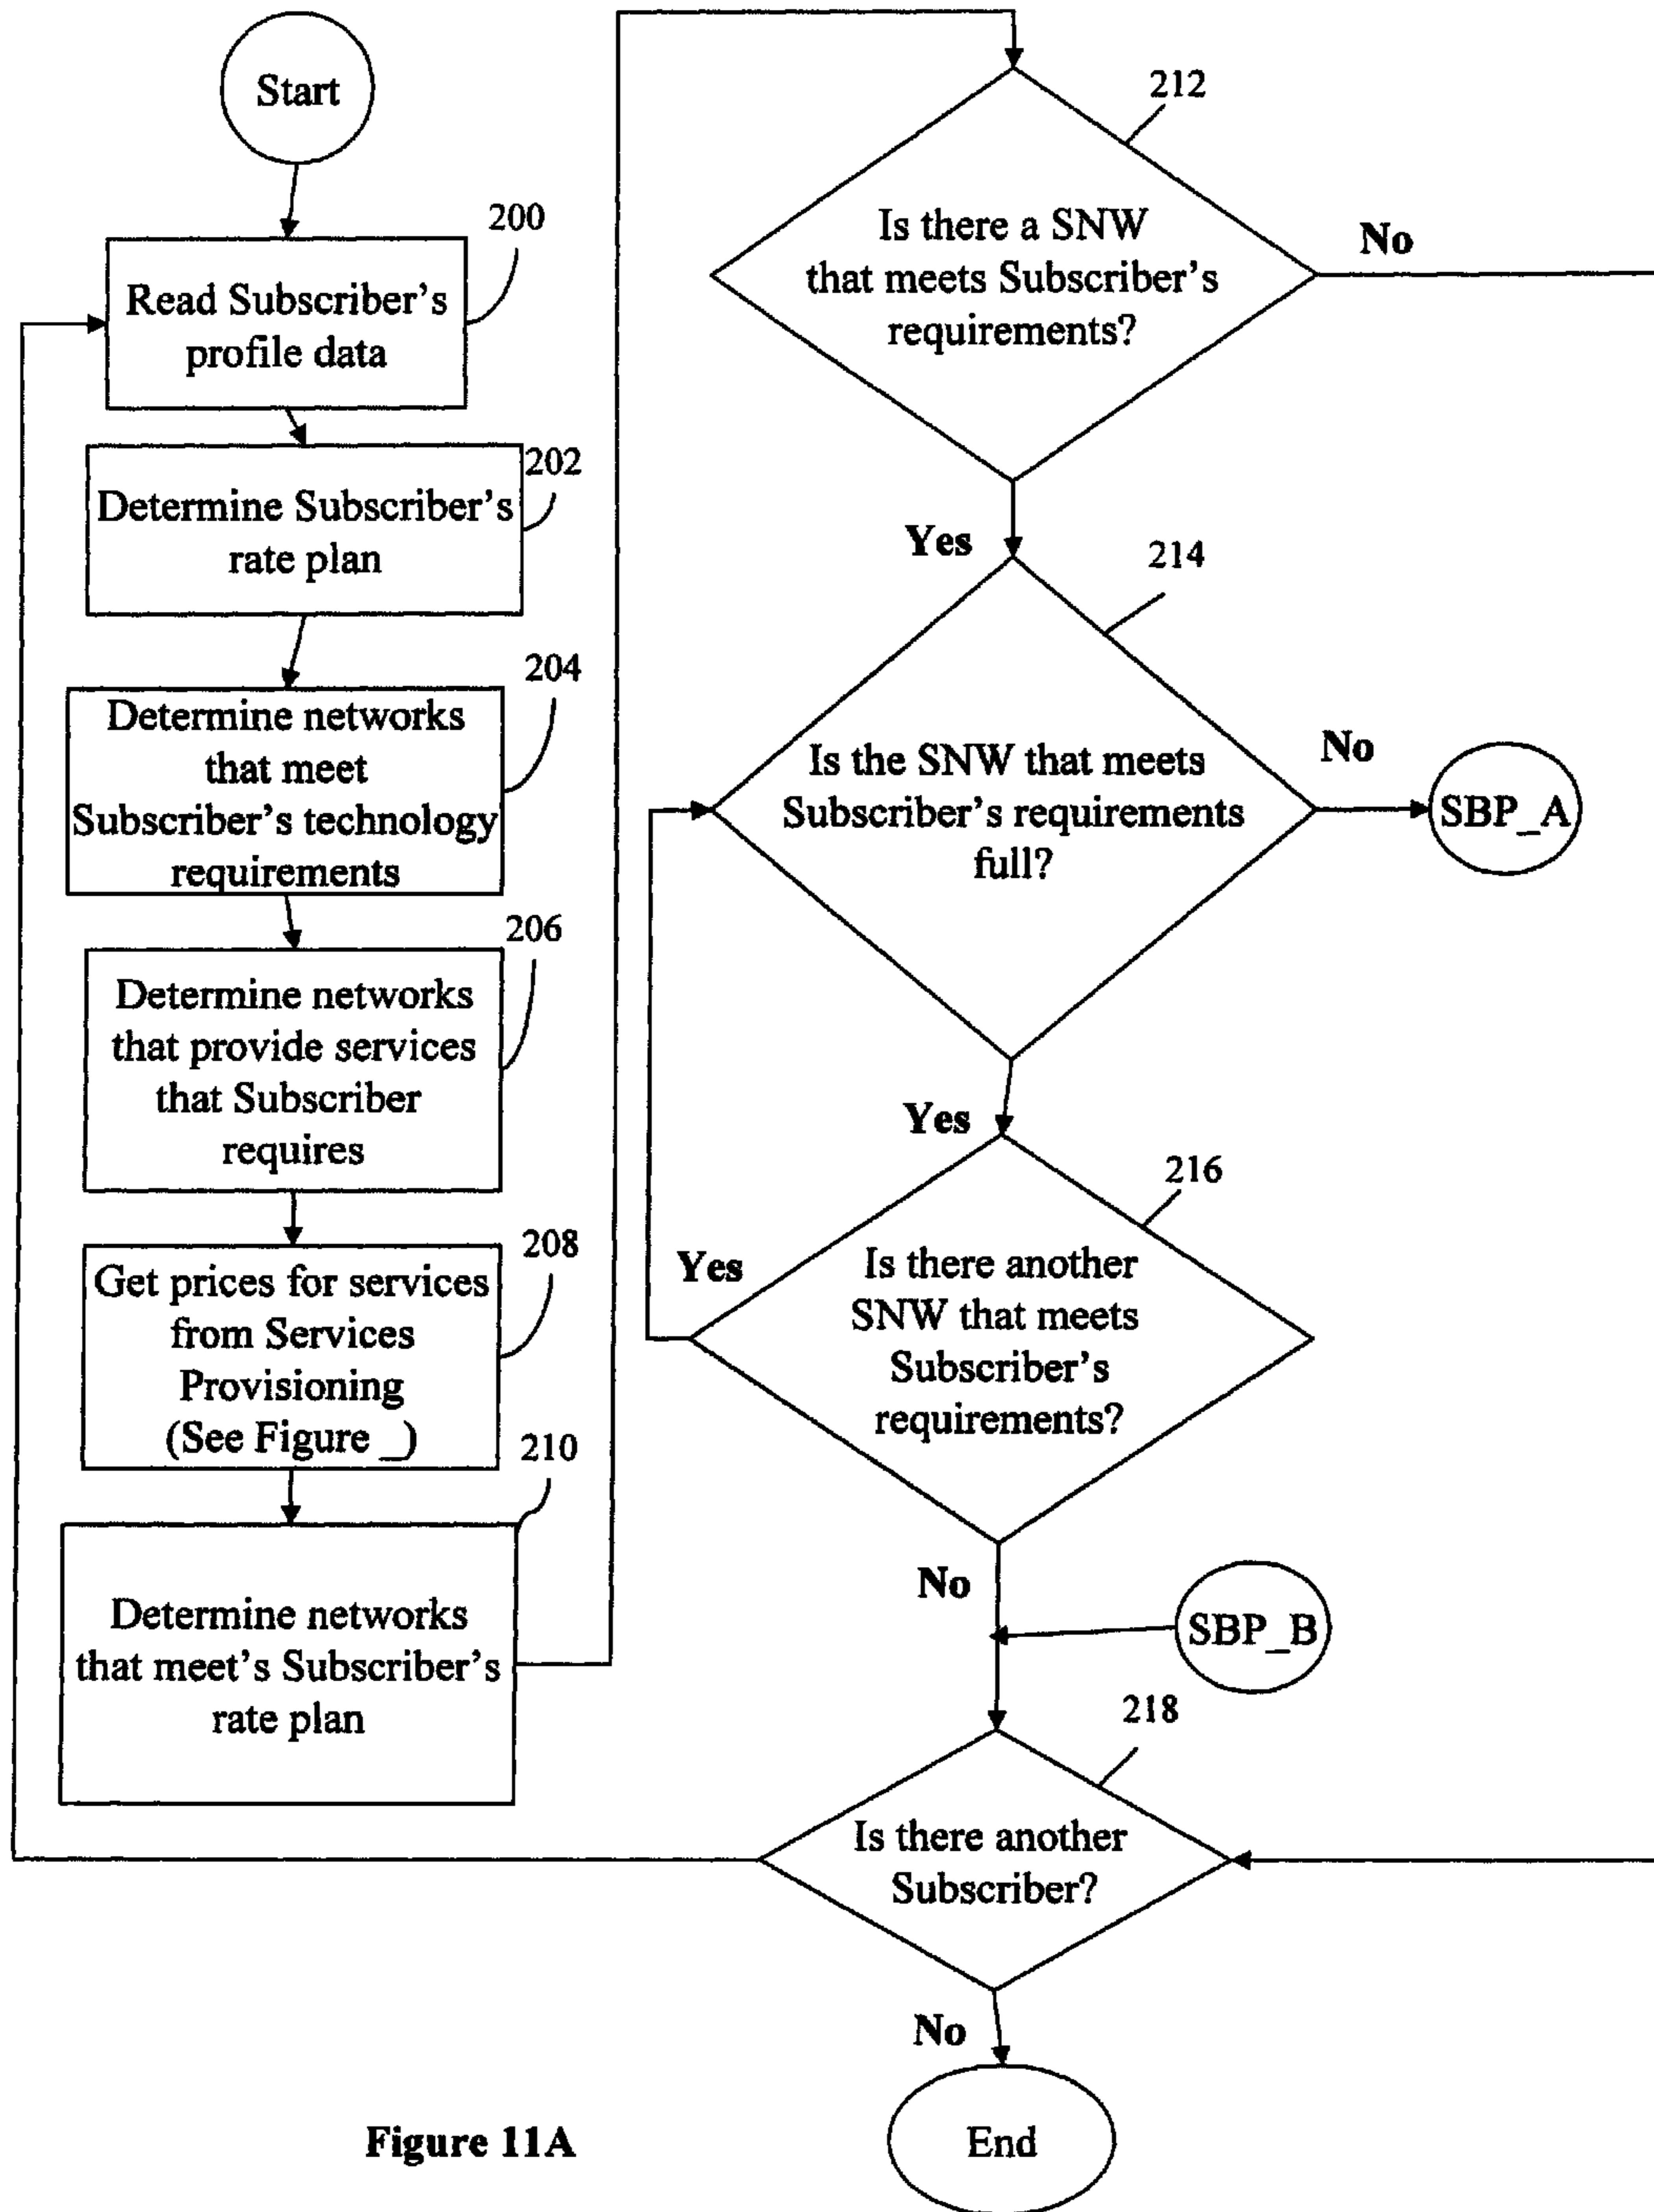 Start
200
Read Subscriber's
profile data
202
Determine Subscriber's
rate plan
204
Determine networks
that meet
Subscriber's technology
requirements
206
Determine networks
that provide services
that Subscriber
requires
208
Get prices for services
from Services
Provisioning
(See Figure _)
210
Determine networks
that meet's Subscriber's
rate plan
212
Is there a SNW
that meets Subscriber's
requirements?
No
Yes
214
Is the SNW that meets
Subscriber's requirements
full?
No
SBP_A
Yes
216
Is there another
SNW that meets
Subscriber's
requirements?
Yes
No
SBP_B
218
Is there another
Subscriber?
No
End
Figure 11A